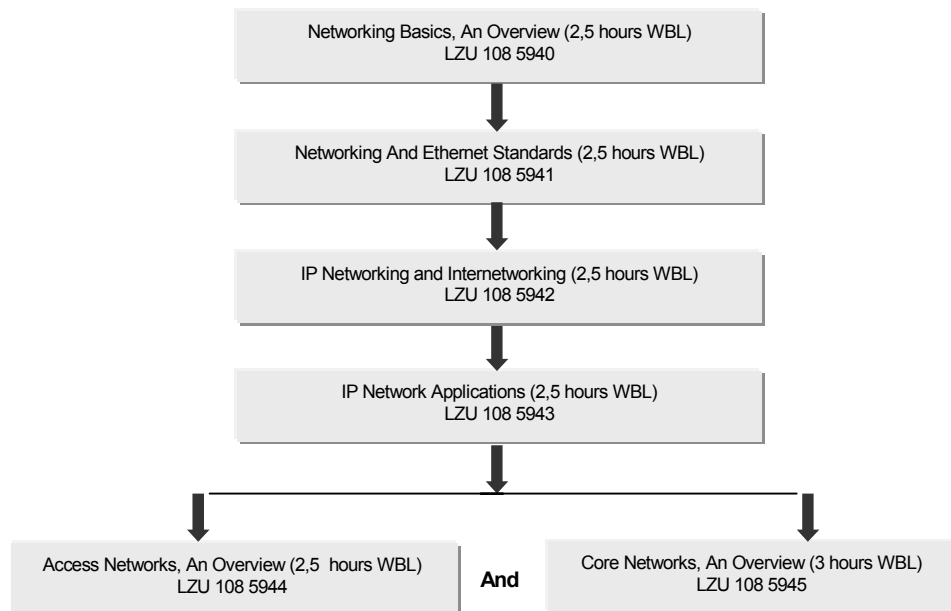 Networking Basics, An Overview (2,5 hours WBL)
LZU 108 5940
Networking And Ethernet Standards (2,5 hours WBL)
LZU 108 5941
IP Networking and Internetworking (2,5 hours WBL)
LZU 108 5942
IP Network Applications (2,5 hours WBL)
LZU 108 5943
Access Networks, An Overview (2,5 hours WBL)
LZU 108 5944
And
Core Networks, An Overview (3 hours WBL)
LZU 108 5945